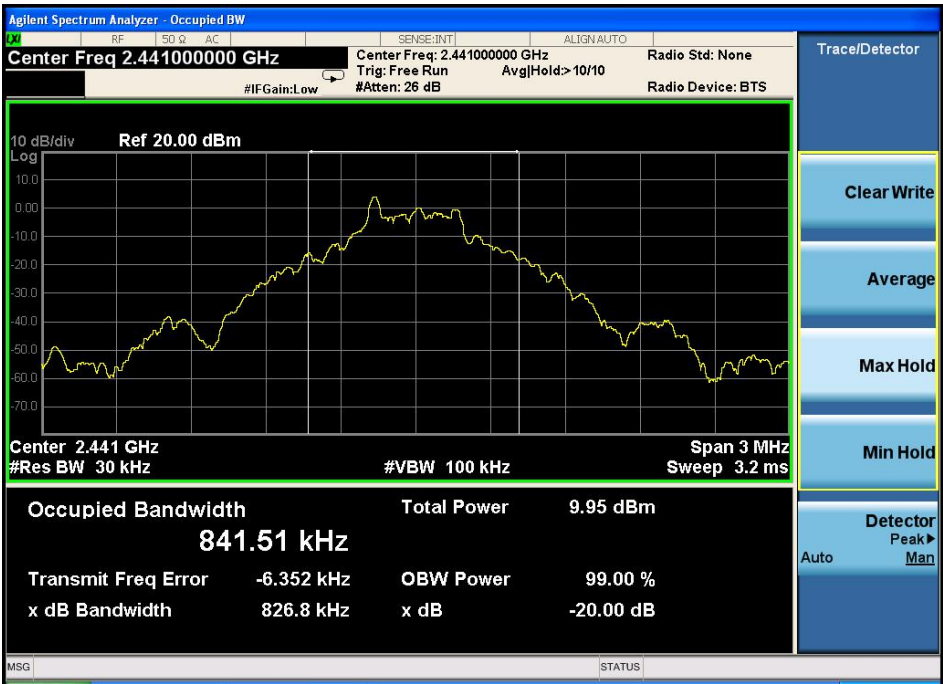 Agilent Spectrum Analyzer - Occupied BW
LXI RF 50 Ω AC SENSE:INT ALIGN AUTO
Center Freq 2.441000000 GHz
Center Freq: 2.441000000 GHz
Radio Std: None
Trig: Free Run Avg|Hold:>10/10
#IFGain:Low
#Atten: 26 dB
Radio Device: BTS
10 dB/div Ref 20.00 dBm
Log
10.0
0.00
-10.0
-20.0
-30.0
-40.0
-50.0
-60.0
-70.0
Center 2.441 GHz Span 3 MHz
#Res BW 30 kHz #VBW 100 kHz Sweep 3.2 ms
Occupied Bandwidth Total Power 9.95 dBm
841.51 kHz
Transmit Freq Error -6.352 kHz OBW Power 99.00 %
x dB Bandwidth 826.8 kHz x dB -20.00 dB
Trace/Detector
Clear Write
Average
Max Hold
Min Hold
Detector
Peak▶
Auto Man
MSG STATUS